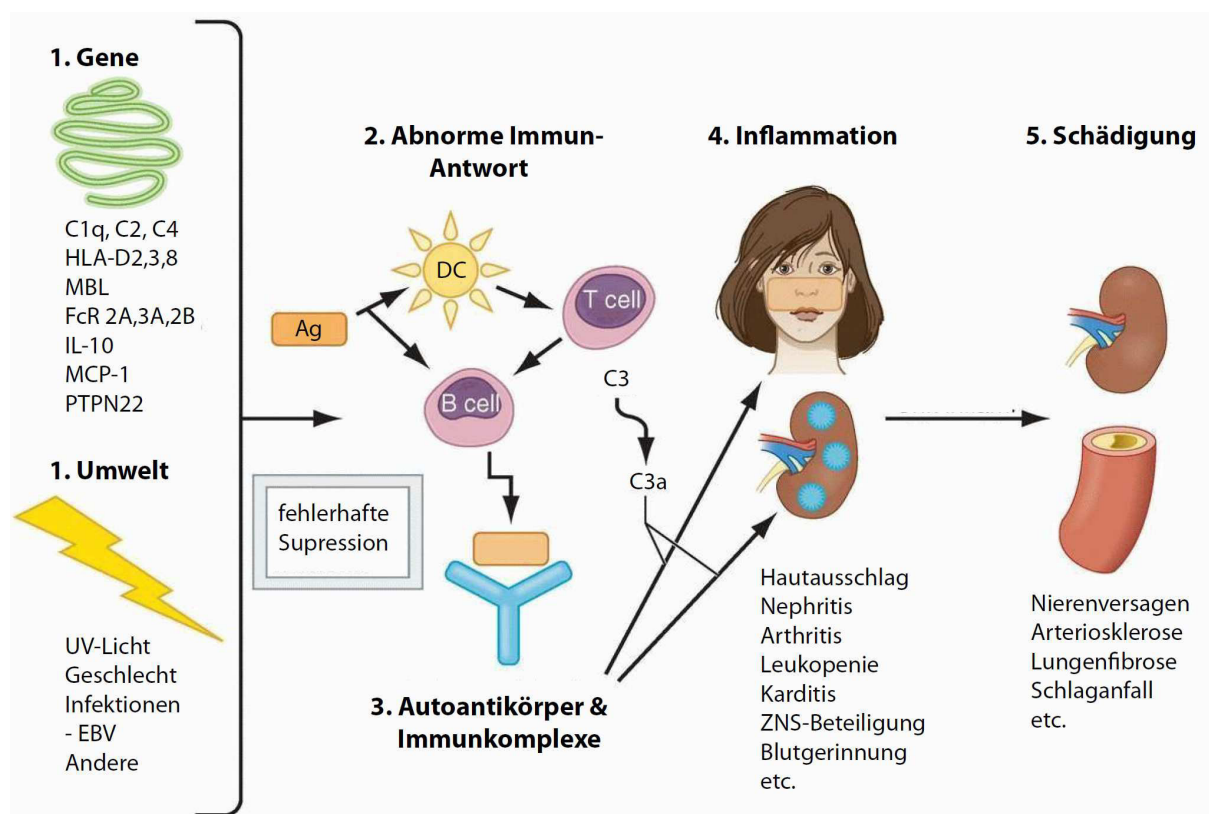 1. Gene
C1q, C2, C4
HLA-D2,3,8
MBL
FcR 2A,3A,2B
IL-10
MCP-1
PTPN22
1. Umwelt
UV-Licht
Geschlecht
Infektionen
- EBV
Andere
2. Abnorme Immun-
Antwort
DC
T cell
Ag
B cell
C3
C3a
fehlerhafte
Supression
3. Autoantikörper &
Immunkomplexe
4. Inflammation
Hautausschlag
Nephritis
Arthritis
Leukopenie
Karditis
ZNS-Beteiligung
Blutgerinnung
etc.
5. Schädigung
Nierenversagen
Arteriosklerose
Lungenfibrose
Schlaganfall
etc.